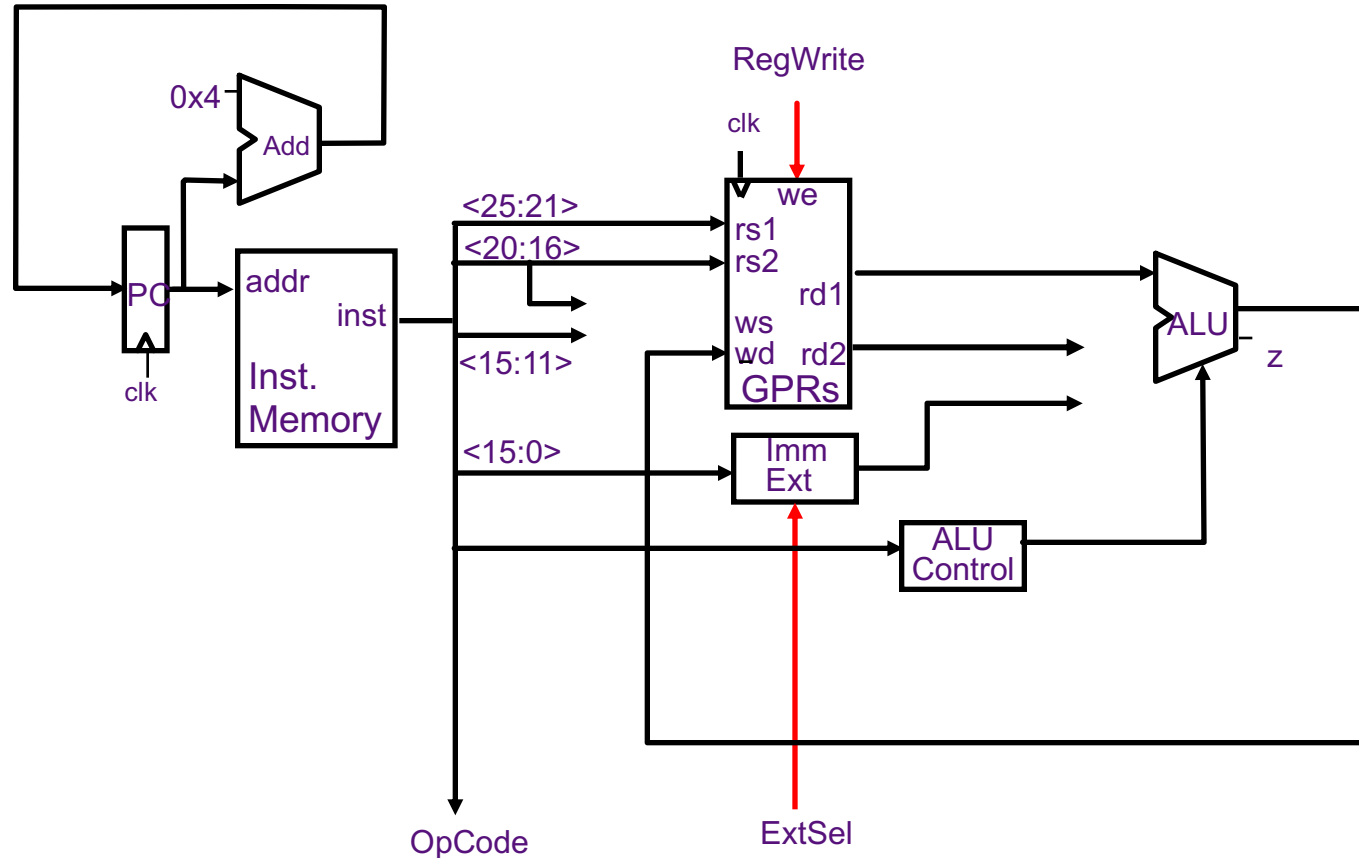 RegWrite
0x4
Add
clk
<25:21>
we
rs1
<20:16>
rs2
addr
PC
rd1
inst
ws
ALU
<15:11>
wd
rd2
z
clk
Inst.
Memory
GPRs
<15:0>
Imm
Ext
ALU
Control
OpCode
ExtSel